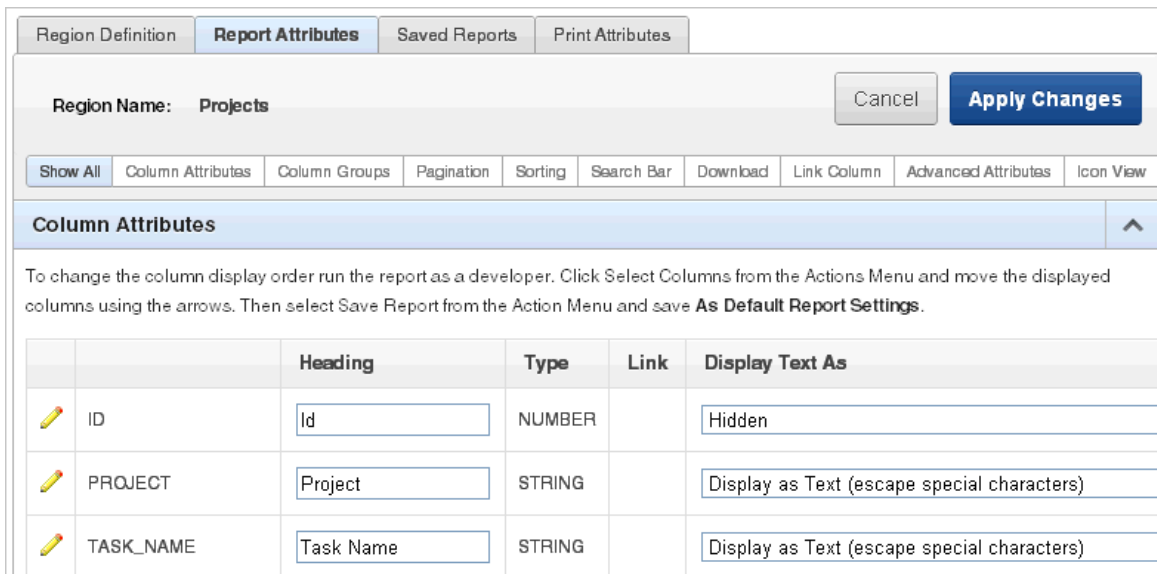 Region Definition Report Attributes Saved Reports Print Attributes
Region Name: Projects Cancel Apply Changes
Show All Column Attributes Column Groups Pagination Sorting Search Bar Download Link Column Advanced Attributes Icon View
Column Attributes
To change the column display order run the report as a developer. Click Select Columns from the Actions Menu and move the displayed
columns using the arrows. Then select Save Report from the Action Menu and save As Default Report Settings.
Heading Type Link Display Text As
ID Id NUMBER Hidden
PROJECT Project STRING Display as Text (escape special characters)
TASK_NAME Task Name STRING Display as Text (escape special characters)